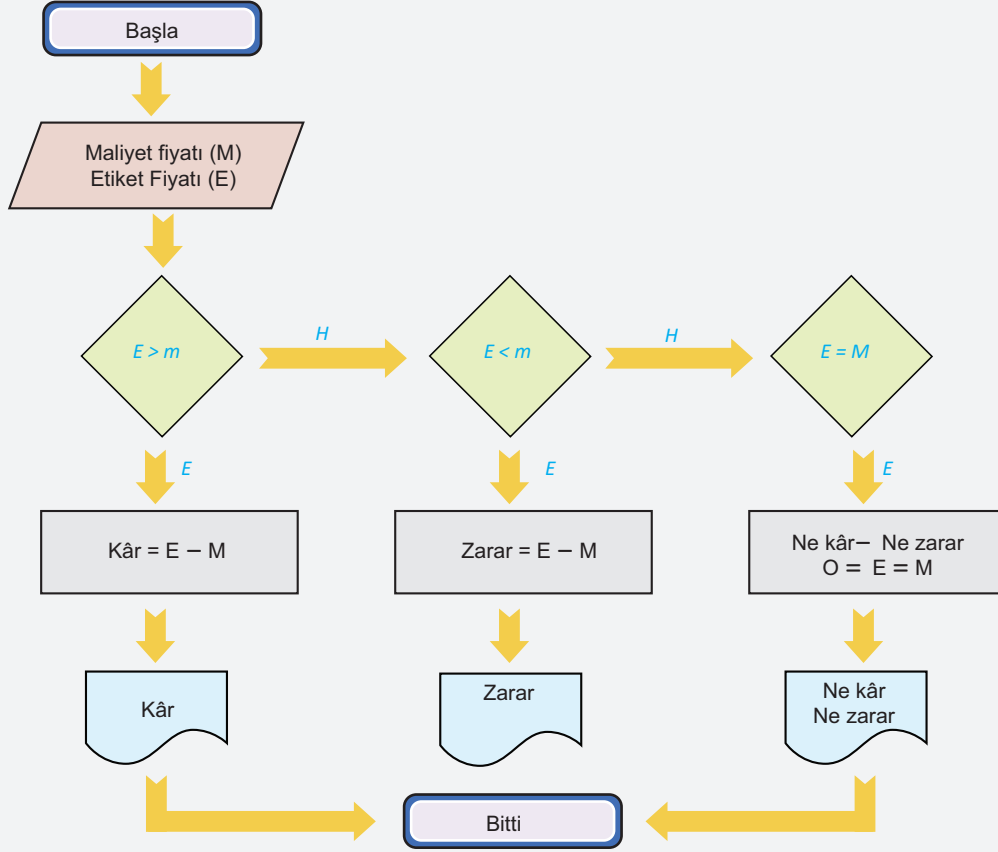 Başla
Maliyet fiyatı (M)
Etiket Fiyatı (E)
E > m
H
E < m
H
E = M
E
E
E
Kâr = E – M
Zarar = E – M
Ne kâr– Ne zarar
O = E = M
Kâr
Zarar
Ne kâr
Ne zarar
Bitti